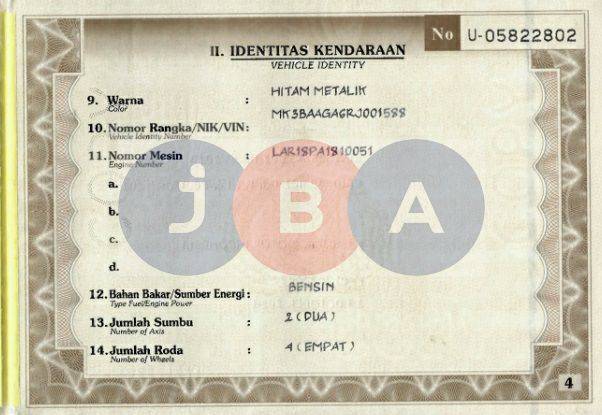 No U-05822802
II. IDENTITAS KENDARAAN
VEHICLE IDENTITY
9. Warna : HITAM METALIK
Color
MK3BAAGA6RJ001588
10. Nomor Rangka/NIK/VIN:
Vehicle Identity Number
11. Nomor Mesin : LAR18PA1810051
Engine Number
a.
b.
c.
d.
JBA
12. Bahan Bakar/Sumber Energi : BENSIN
Type Fuel/Engine Power
13. Jumlah Sumbu : 2 (DUA)
Number of Axis
14. Jumlah Roda : 4 (EMPAT)
Number of Wheels
4